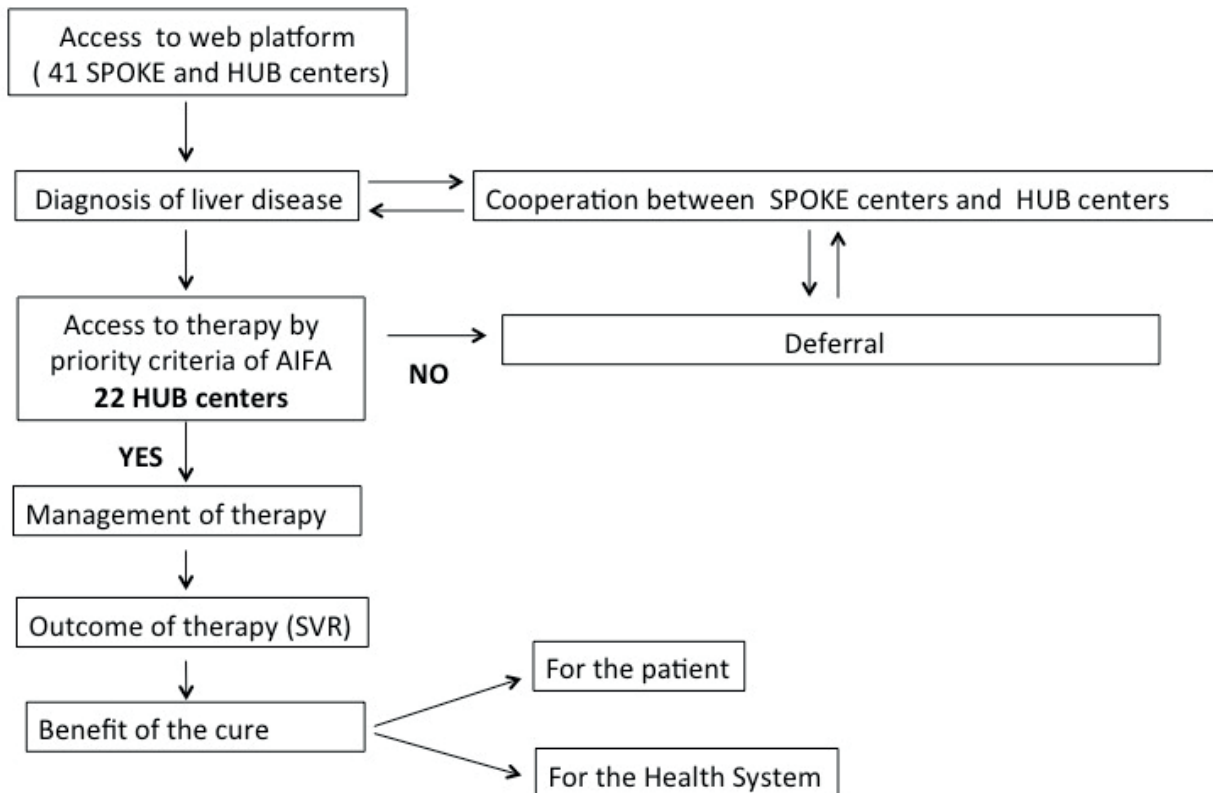 Access to web platform
( 41 SPOKE and HUB centers)
Diagnosis of liver disease
Cooperation between SPOKE centers and HUB centers
Access to therapy by
priority criteria of AIFA
22 HUB centers
NO
Deferral
YES
Management of therapy
Outcome of therapy (SVR)
For the patient
Benefit of the cure
For the Health System